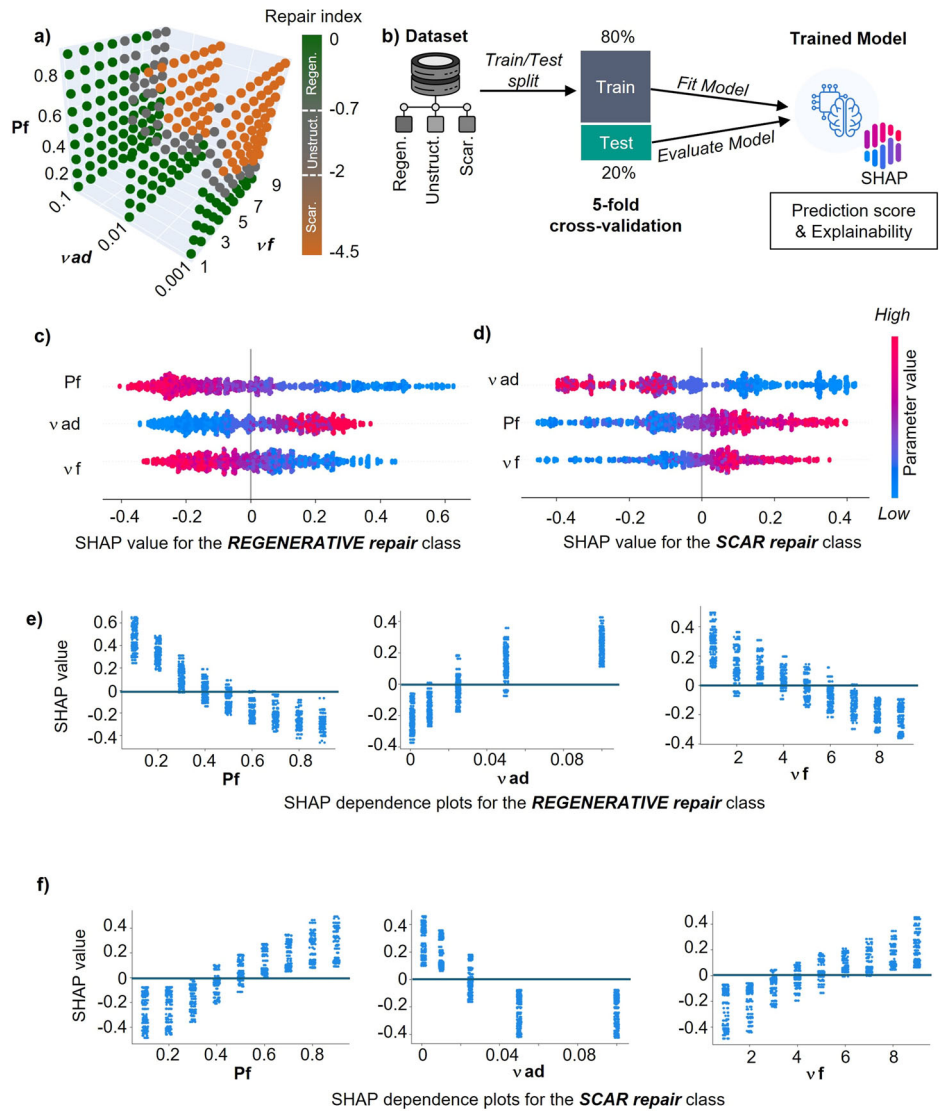 a)
Repair index
0
Regen.
-0.7
Unstruct.
-2
Scar.
-4.5
Pf
0.8
0.6
0.4
0.2
0.1
0.01
0.001
ν ad
1
3
5
7
9
ν f
b) Dataset
Train/Test
split
Regen.
Unstruct.
Scar.
80%
Train
Test
20%
5-fold
cross-validation
Fit Model
Evaluate Model
Trained Model
SHAP
Prediction score
& Explainability
c)
Pf
ν ad
ν f
-0.4 -0.2 0 0.2 0.4 0.6
SHAP value for the REGENERATIVE repair class
d)
ν ad
Pf
ν f
-0.4 -0.2 0 0.2 0.4
SHAP value for the SCAR repair class
High
Parameter value
Low
e)
SHAP value
0.6
0.4
0.2
0
-0.2
-0.4
0.2 0.4 0.6 0.8
Pf
0.4
0.2
0
-0.2
-0.4
0 0.04 0.08
ν ad
0.4
0.2
0
-0.2
-0.4
2 4 6 8
ν f
SHAP dependence plots for the REGENERATIVE repair class
f)
SHAP value
0.4
0.2
0
-0.2
-0.4
0.2 0.4 0.6 0.8
Pf
0.4
0.2
0
-0.2
-0.4
0 0.04 0.08
ν ad
0.4
0.2
0
-0.2
-0.4
2 4 6 8
ν f
SHAP dependence plots for the SCAR repair class